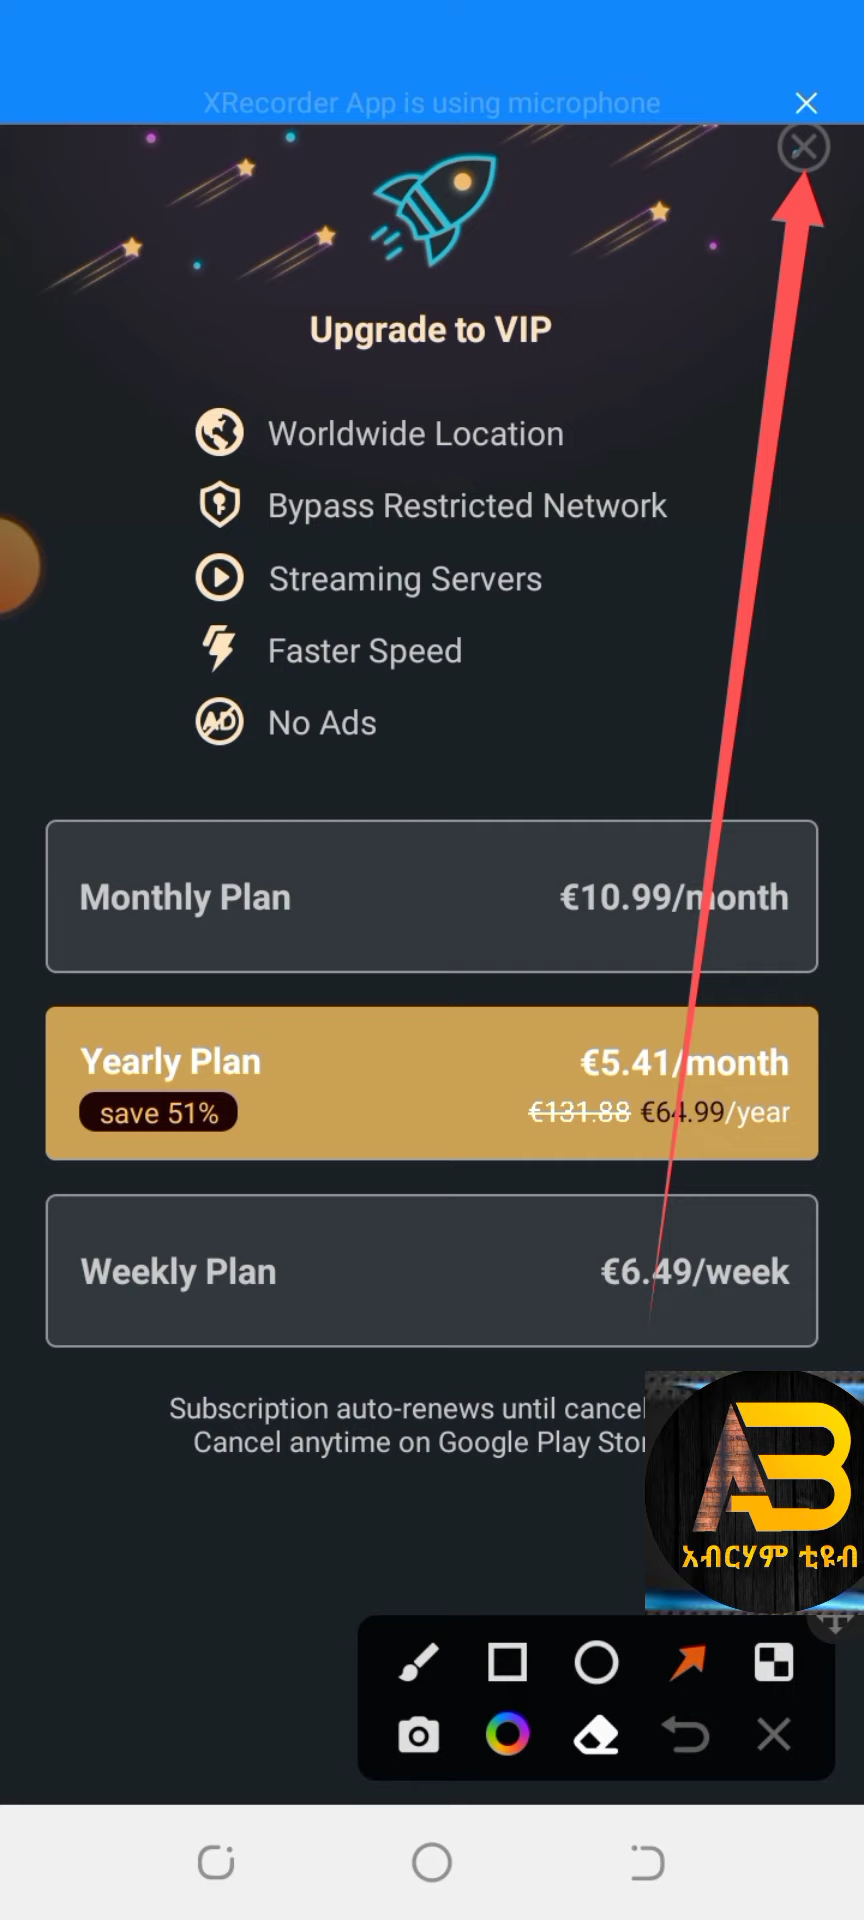 XRecorder App is using microphone
Upgrade to VIP
Worldwide Location
Bypass Restricted Network
Streaming Servers
Faster Speed
AD
No Ads
Monthly Plan €10.99/month
Yearly Plan €5.41/month
save 51% €131.88 €64.99/year
Weekly Plan €6.49/week
Subscription auto-renews until cancel
Cancel anytime on Google Play Stor
AB
አብርሃም ቲዩብ